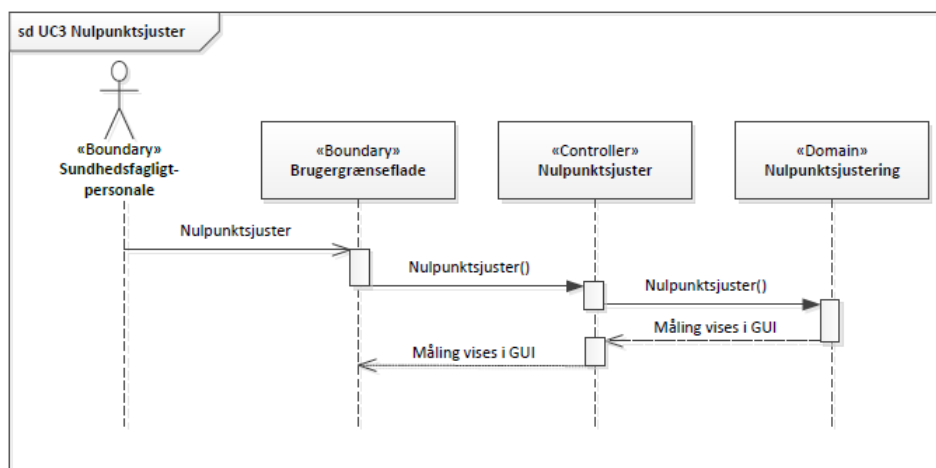 sd UC3 Nulpunktsjuster
«Boundary»
Sundhedsfagligt-
personale
«Boundary»
Brugergrænseflade
«Controller»
Nulpunktsjuster
«Domain»
Nulpunktsjustering
Nulpunktsjuster
Nulpunktsjuster()
Nulpunktsjuster()
Måling vises i GUI
Måling vises i GUI